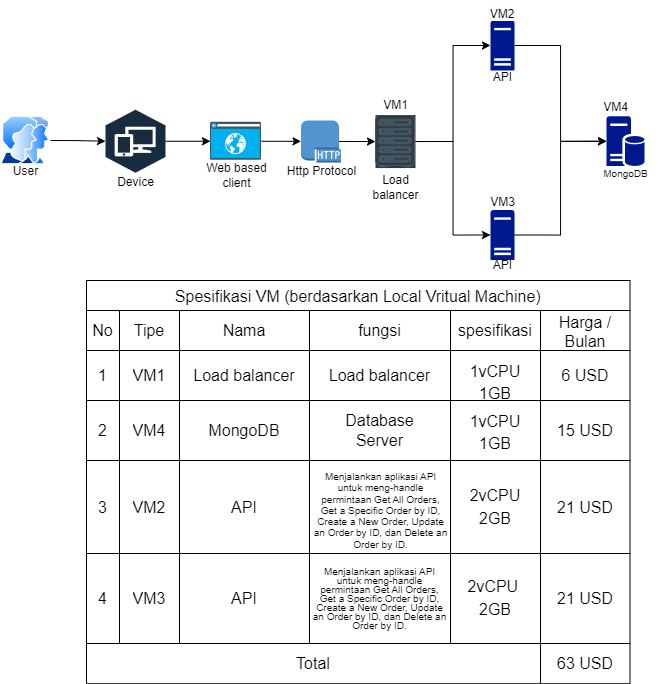 VM2
API
VM1
VM4
User
Device
Web based
client
HTTP
Http Protocol
Load
balancer
MongoDB
VM3
API
Spesifikasi VM (berdasarkan Local Vritual Machine)
No Tipe Nama fungsi spesifikasi Harga /
Bulan
1 VM1 Load balancer Load balancer 1vCPU
1GB
6 USD
2 VM4 MongoDB Database
Server
1vCPU
1GB
15 USD
3 VM2 API
Menjalankan aplikasi API
untuk meng-handle
permintaan Get All Orders,
Get a Specific Order by ID,
Create a New Order, Update
an Order by ID, dan Delete an
Order by ID.
2vCPU
2GB
21 USD
4 VM3 API
Menjalankan aplikasi API
untuk meng-handle
permintaan Get All Orders,
Get a Specific Order by ID,
Create a New Order, Update
an Order by ID, dan Delete an
Order by ID.
2vCPU
2GB
21 USD
Total 63 USD